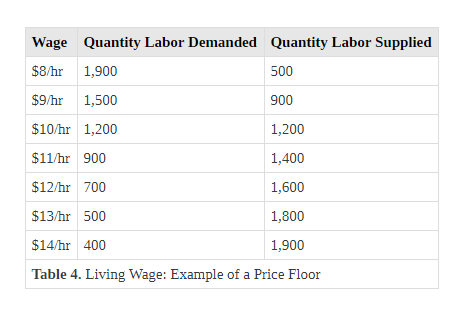 Wage Quantity Labor Demanded Quantity Labor Supplied
$8/hr 1,900 500
$9/hr 1,500 900
$10/hr 1,200 1,200
$11/hr 900 1,400
$12/hr 700 1,600
$13/hr 500 1,800
$14/hr 400 1,900
Table 4. Living Wage: Example of a Price Floor